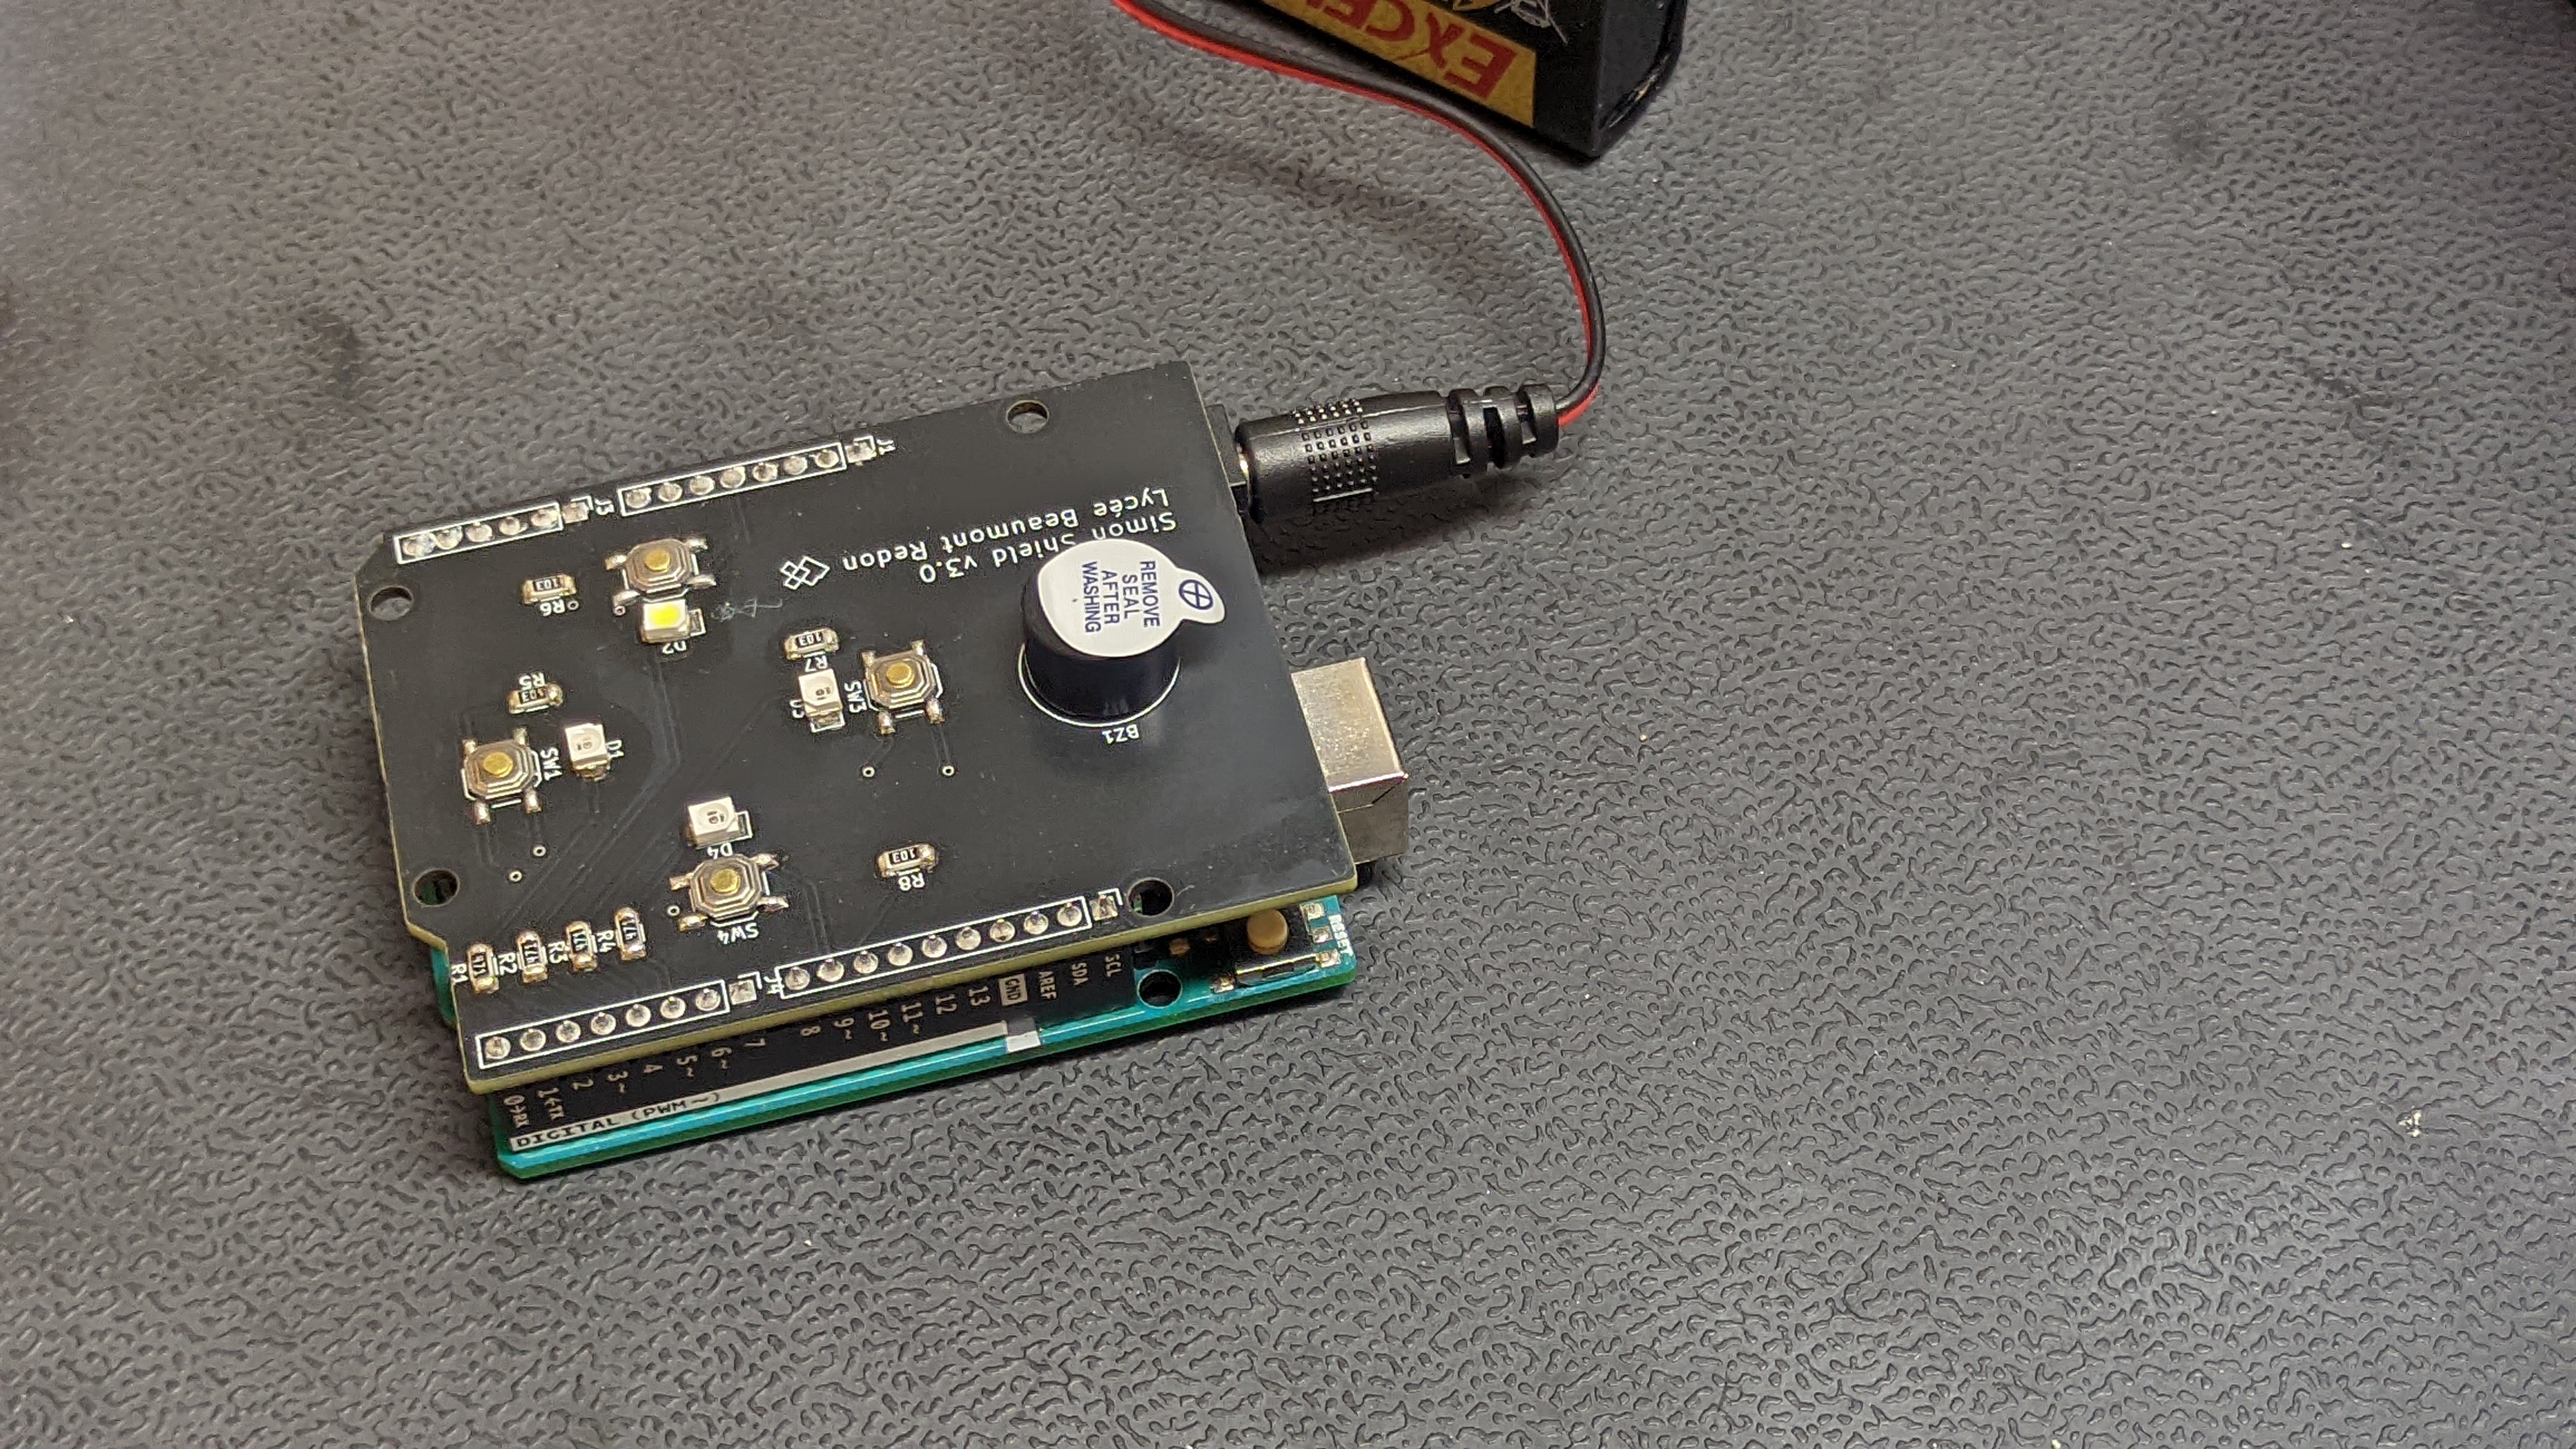 EXCE
Simon Shield v3.0
Lycée Beaumont Redon
REMOVE
SEAL
AFTER
WASHING
BZ1
J1
J3
103
R6
D2
103
R7
D3
SW3
R5
103
D1
SW1
D4
SW4
103
R8
R1
471
R2
R3
R4
J4
RESET
SCL
SDA
AREF
GND
13
12
11~
10~
9~
8
7
6~
5~
4
3~
2
1→TX
0→RX
DIGITAL (PWM~)